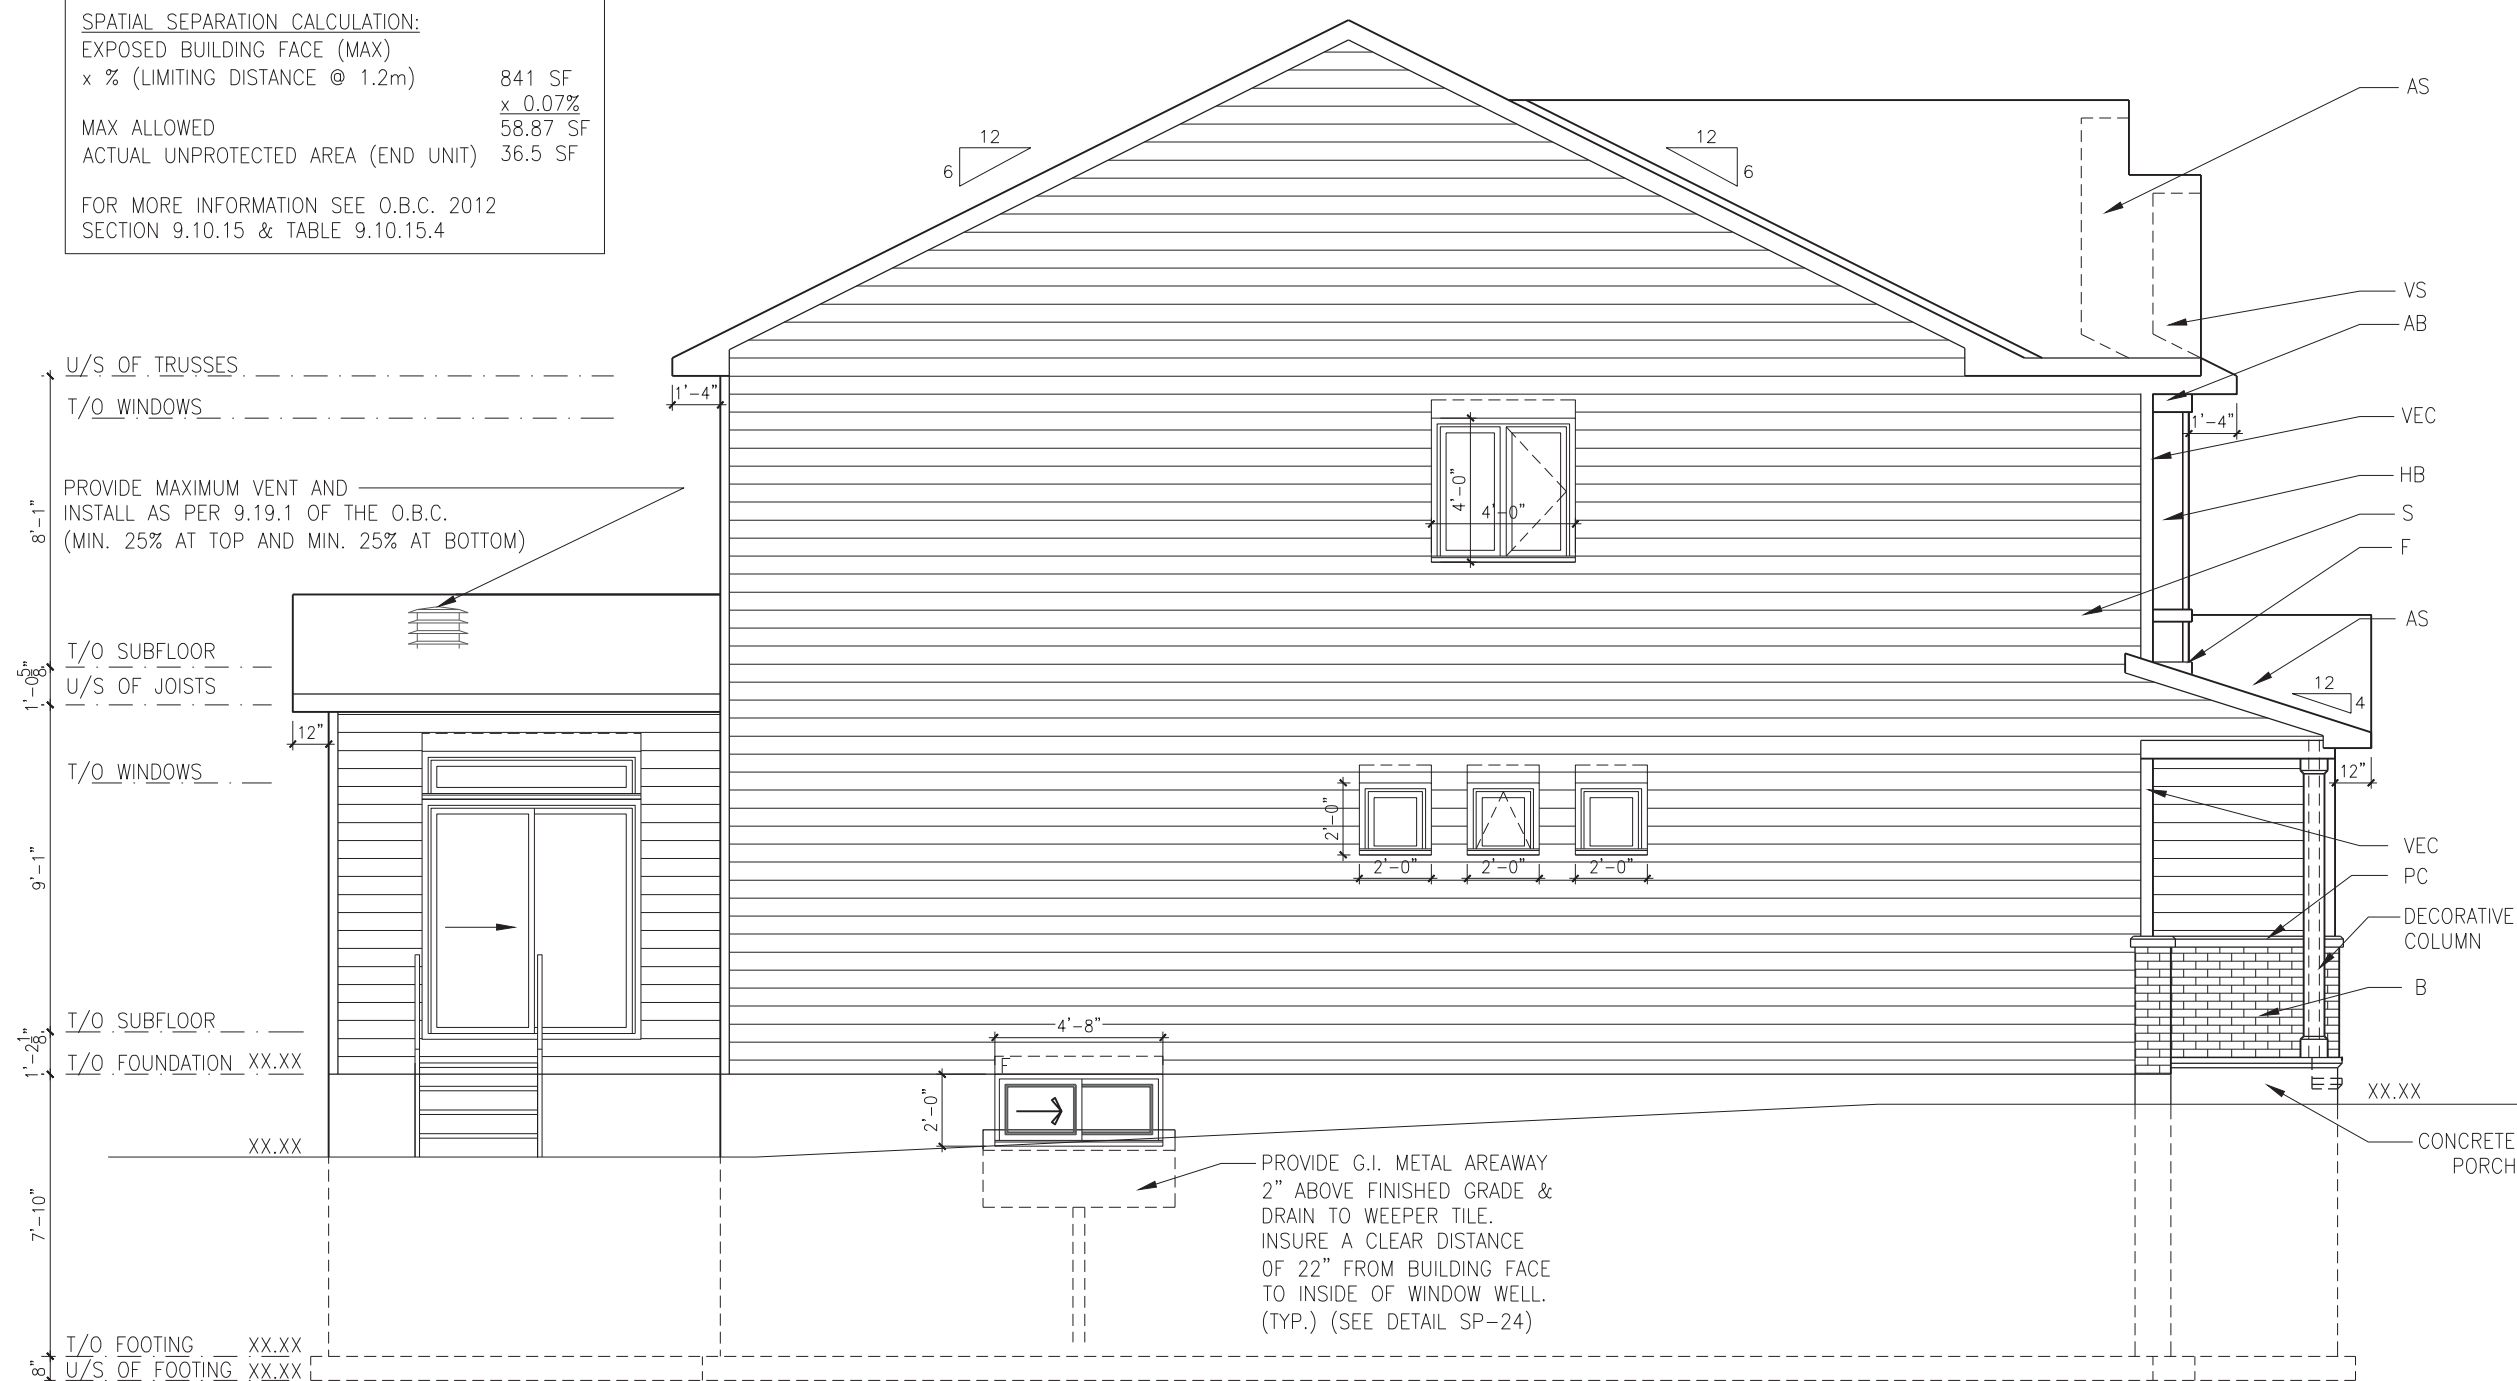 SPATIAL SEPARATION CALCULATION:
EXPOSED BUILDING FACE (MAX)
x % (LIMITING DISTANCE @ 1.2m) 841 SF
x 0.07%
MAX ALLOWED 58.87 SF
ACTUAL UNPROTECTED AREA (END UNIT) 36.5 SF
FOR MORE INFORMATION SEE O.B.C. 2012
SECTION 9.10.15 & TABLE 9.10.15.4
12
6
12
6
AS
VS
AB
VEC
HB
S
F
AS
12
4
U/S OF TRUSSES
T/O WINDOWS
1'-4"
1'-4"
PROVIDE MAXIMUM VENT AND
INSTALL AS PER 9.19.1 OF THE O.B.C.
(MIN. 25% AT TOP AND MIN. 25% AT BOTTOM)
8'-1"
4'-0"
4'-0"
T/O SUBFLOOR
1'-0 5/8"
U/S OF JOISTS
12"
T/O WINDOWS
12"
9'-1"
2'-0"
2'-0"
2'-0"
2'-0"
VEC
PC
DECORATIVE
COLUMN
B
T/O SUBFLOOR
1'-2 1/8"
T/O FOUNDATION XX.XX
4'-8"
F
2'-0"
XX.XX
XX.XX
CONCRETE
PORCH
7'-10"
PROVIDE G.I. METAL AREAWAY
2" ABOVE FINISHED GRADE &
DRAIN TO WEEPER TILE.
INSURE A CLEAR DISTANCE
OF 22" FROM BUILDING FACE
TO INSIDE OF WINDOW WELL.
(TYP.) (SEE DETAIL SP-24)
T/O FOOTING XX.XX
8"
U/S OF FOOTING XX.XX